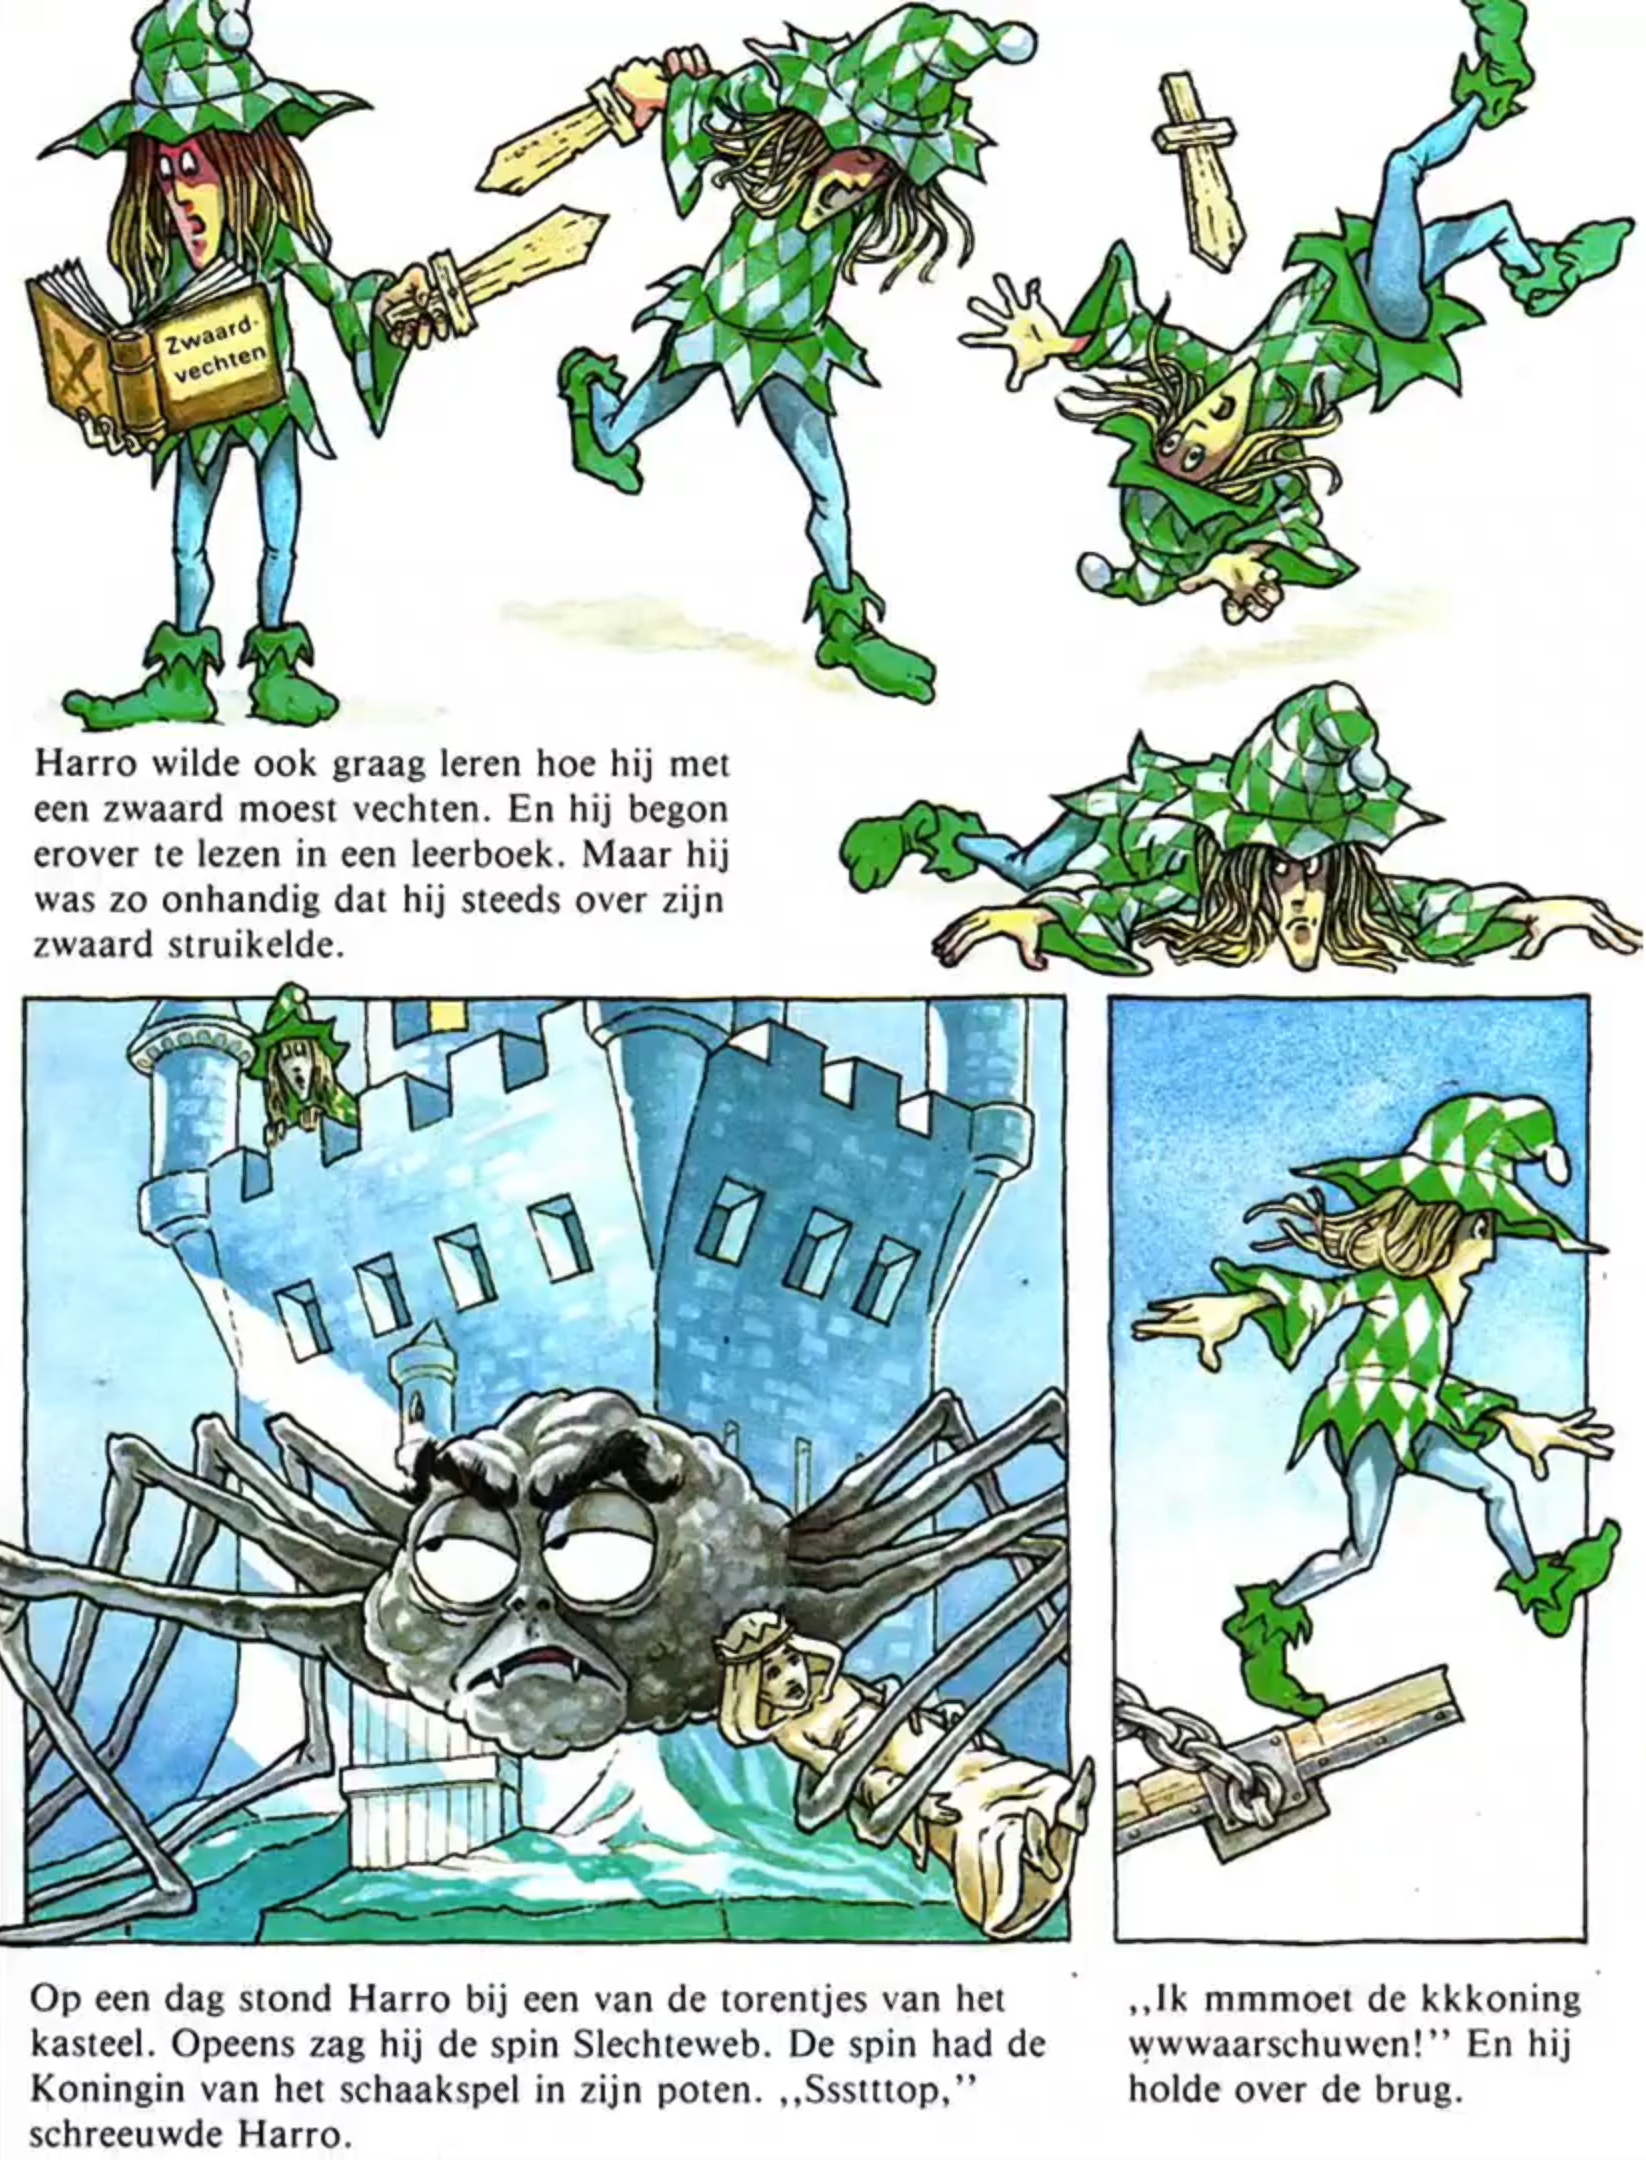 Zwaard-
vechten
Harro wilde ook graag leren hoe hij met
een zwaard moest vechten. En hij begon
erover te lezen in een leerboek. Maar hij
was zo onhandig dat hij steeds over zijn
zwaard struikelde.
Op een dag stond Harro bij een van de torentjes van het
kasteel. Opeens zag hij de spin Slechteweb. De spin had de
Koningin van het schaakspel in zijn poten. ,,Ssstttop,''
schreeuwde Harro.
,,Ik mmmoet de kkkoning
wwwaarschuwen!'' En hij
holde over de brug.